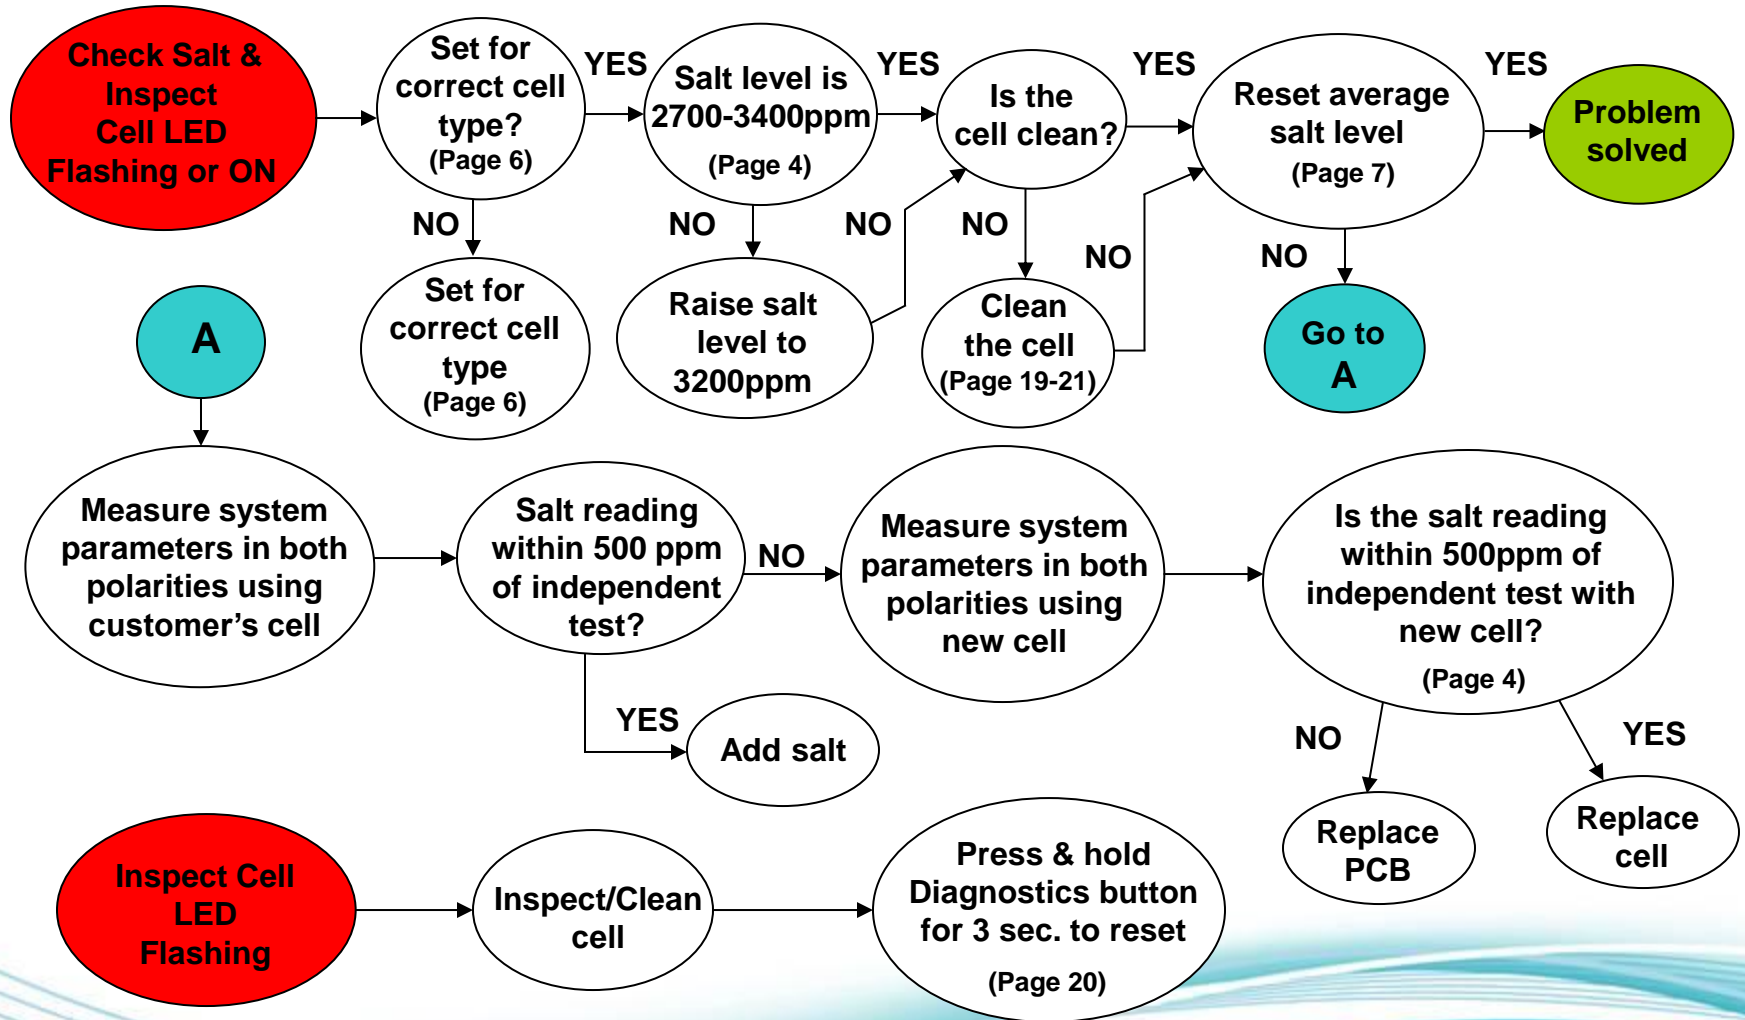 Check Salt &
Inspect
Cell LED
Flashing or ON
Set for
correct cell
type?
(Page 6)
YES
Salt level is
2700-3400ppm
(Page 4)
YES
Is the
cell clean?
YES
Reset average
salt level
(Page 7)
YES
Problem
solved
NO
Set for
correct cell
type
(Page 6)
NO
Raise salt
level to
3200ppm
NO
NO
Clean
the cell
(Page 19-21)
NO
NO
Go to
A
A
Measure system
parameters in both
polarities using
customer’s cell
Salt reading
within 500 ppm
of independent
test?
NO
Measure system
parameters in both
polarities using
new cell
Is the salt reading
within 500ppm of
independent test with
new cell?
(Page 4)
YES
Add salt
NO
Replace
PCB
YES
Replace
cell
Inspect Cell
LED
Flashing
Inspect/Clean
cell
Press & hold
Diagnostics button
for 3 sec. to reset
(Page 20)